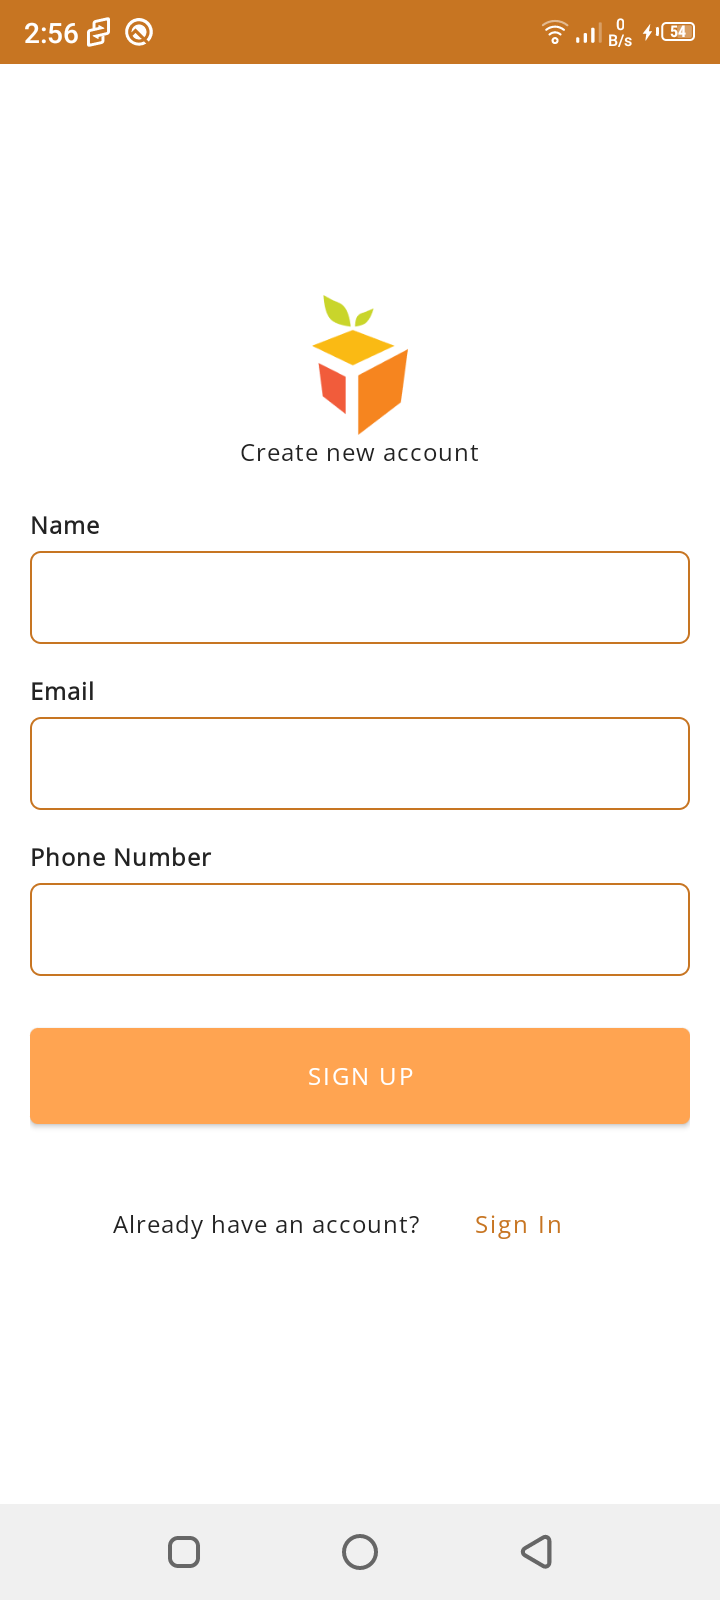 2:56 0 B/s 54
Create new account
Name
Email
Phone Number
SIGN UP
Already have an account? Sign In